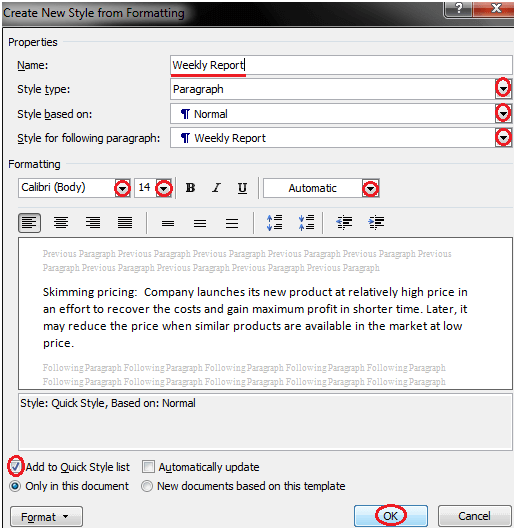 Create New Style from Formatting
Properties
Name: Weekly Report
Style type: Paragraph
Style based on: ¶ Normal
Style for following paragraph: ¶ Weekly Report
Formatting
Calibri (Body) 14 B I U Automatic
Previous Paragraph Previous Paragraph Previous Paragraph Previous Paragraph Previous Paragraph Previous
Paragraph Previous Paragraph Previous Paragraph Previous Paragraph Previous Paragraph
Skimming pricing: Company launches its new product at relatively high price in
an effort to recover the costs and gain maximum profit in shorter time. Later, it
may reduce the price when similar products are available in the market at low
price.
Following Paragraph Following Paragraph Following Paragraph Following Paragraph Following Paragraph
Following Paragraph Following Paragraph Following Paragraph Following Paragraph Following Paragraph
Style: Quick Style, Based on: Normal
Add to Quick Style list Automatically update
Only in this document New documents based on this template
Format OK Cancel